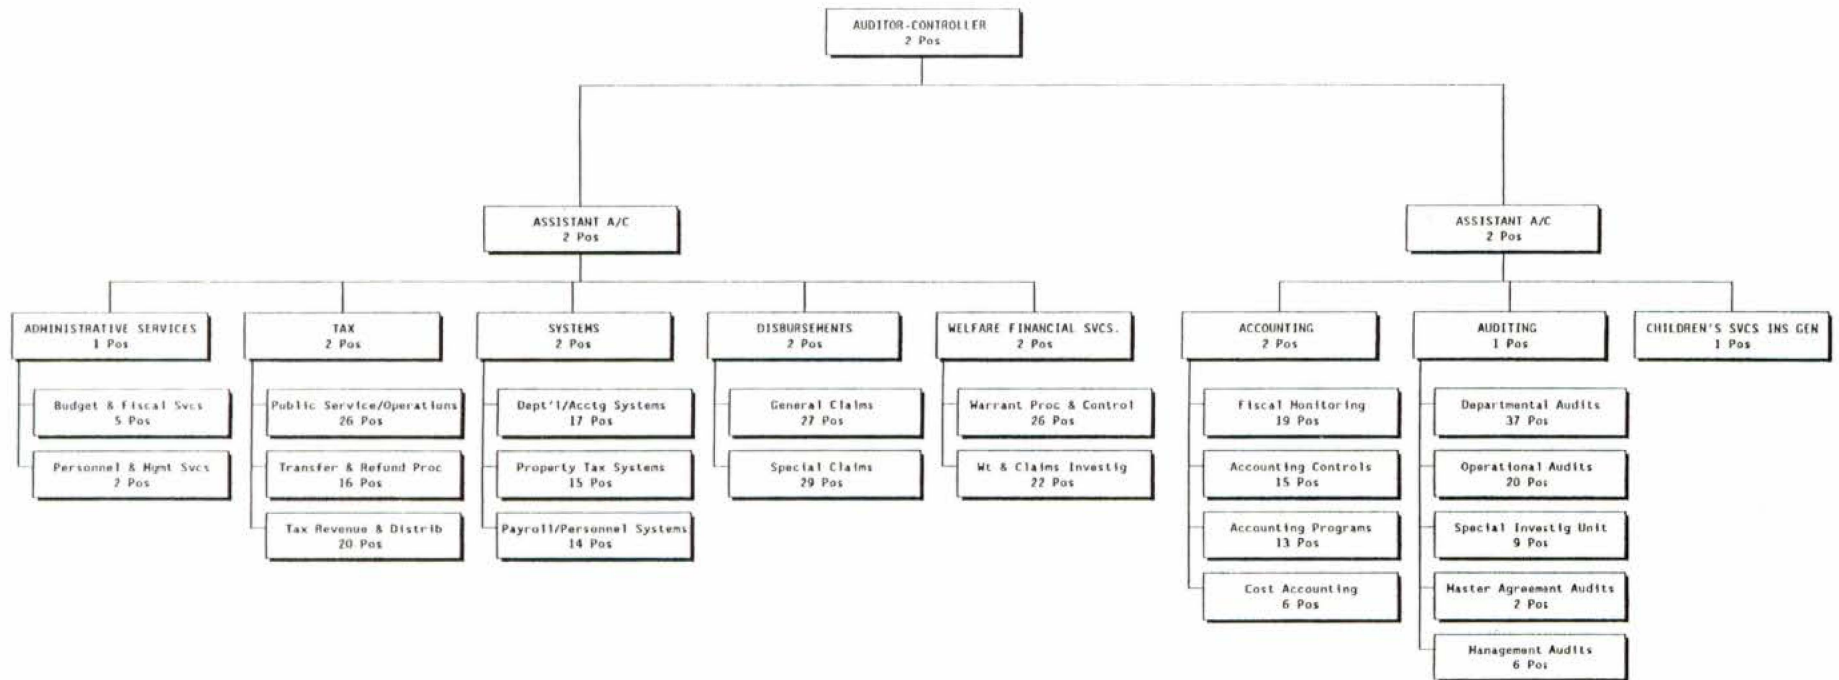 AUDITOR-CONTROLLER
2 Pos
ASSISTANT A/C
2 Pos
ASSISTANT A/C
2 Pos
ADMINISTRATIVE SERVICES
1 Pos
TAX
2 Pos
SYSTEMS
2 Pos
DISBURSEMENTS
2 Pos
WELFARE FINANCIAL SVCS.
2 Pos
ACCOUNTING
2 Pos
AUDITING
1 Pos
CHILDREN'S SVCS INS GEN
1 Pos
Budget & Fiscal Svcs
5 Pos
Personnel & Mgmt Svcs
2 Pos
Public Service/Operations
26 Pos
Transfer & Refund Proc
16 Pos
Tax Revenue & Distrib
20 Pos
Dept'l/Acctg Systems
17 Pos
Property Tax Systems
15 Pos
Payroll/Personnel Systems
14 Pos
General Claims
27 Pos
Special Claims
29 Pos
Warrant Proc & Control
26 Pos
Wt & Claims Investig
22 Pos
Fiscal Monitoring
19 Pos
Accounting Controls
15 Pos
Accounting Programs
13 Pos
Cost Accounting
6 Pos
Departmental Audits
37 Pos
Operational Audits
20 Pos
Special Investig Unit
9 Pos
Master Agreement Audits
2 Pos
Management Audits
6 Pos